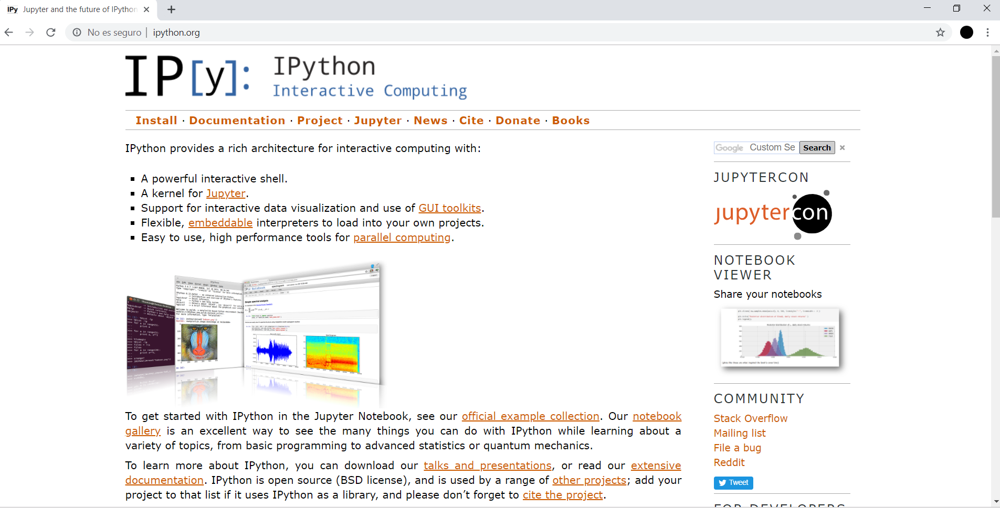 IPy Jupyter and the future of IPython
No es seguro | ipython.org
IP[y]: IPython
Interactive Computing
Install · Documentation · Project · Jupyter · News · Cite · Donate · Books
IPython provides a rich architecture for interactive computing with:
A powerful interactive shell.
A kernel for Jupyter.
Support for interactive data visualization and use of GUI toolkits.
Flexible, embeddable interpreters to load into your own projects.
Easy to use, high performance tools for parallel computing.
To get started with IPython in the Jupyter Notebook, see our official example collection. Our notebook
gallery is an excellent way to see the many things you can do with IPython while learning about a
variety of topics, from basic programming to advanced statistics or quantum mechanics.
To learn more about IPython, you can download our talks and presentations, or read our extensive
documentation. IPython is open source (BSD license), and is used by a range of other projects; add your
project to that list if it uses IPython as a library, and please don’t forget to cite the project.
Google Custom Se Search ×
JUPYTERCON
jupytercon
NOTEBOOK
VIEWER
Share your notebooks
COMMUNITY
Stack Overflow
Mailing list
File a bug
Reddit
Tweet
FOR DEVELOPERS